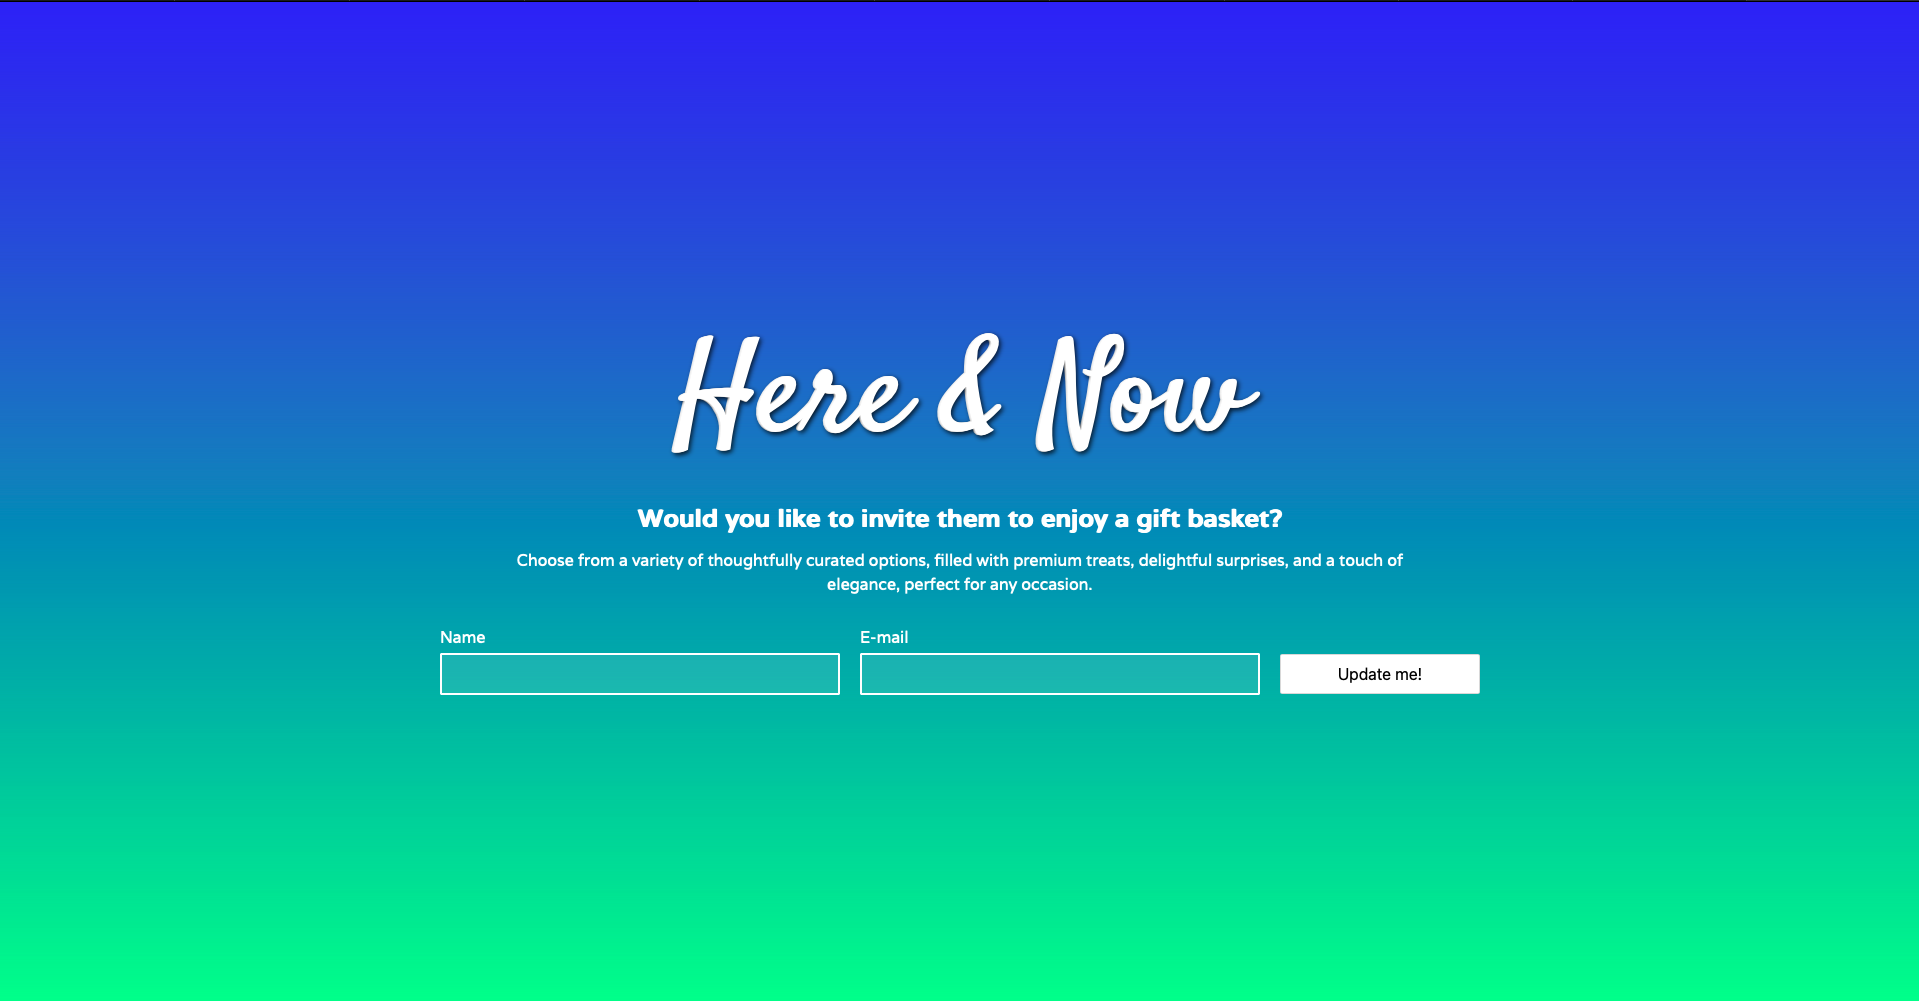 Here & Now
Would you like to invite them to enjoy a gift basket?
Choose from a variety of thoughtfully curated options, filled with premium treats, delightful surprises, and a touch of
elegance, perfect for any occasion.
Name
E-mail
Update me!